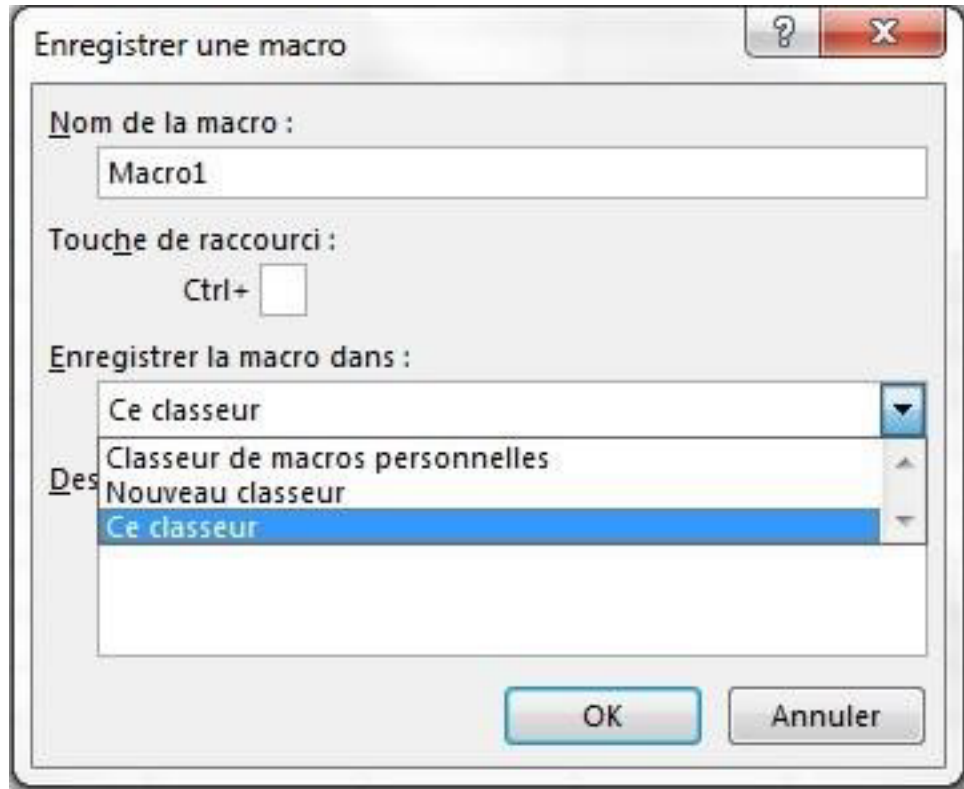 Enregistrer une macro
Nom de la macro :
Macro1
Touche de raccourci :
Ctrl+
Enregistrer la macro dans :
Ce classeur
Classeur de macros personnelles
Des
Nouveau classeur
Ce classeur
OK
Annuler